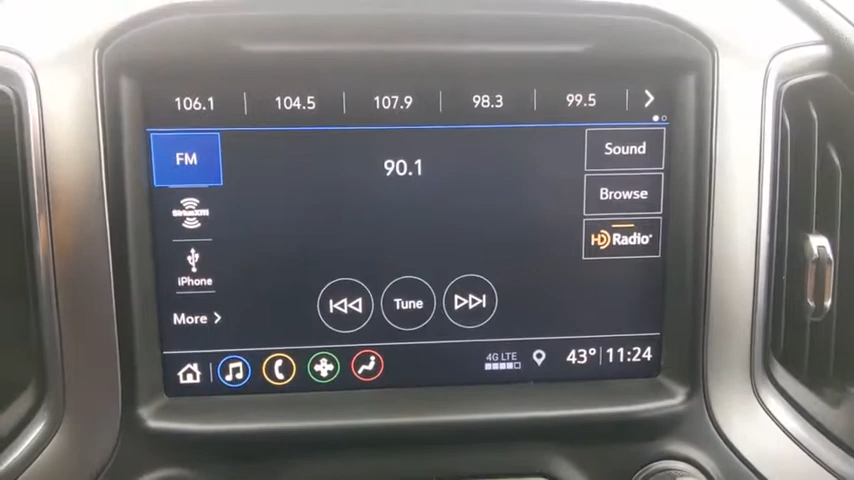 106.1 104.5 107.9 98.3 99.5
FM
90.1
Sound
SiriusXM
Browse
HD Radio
iPhone
More
Tune
4G LTE
43° 11:24